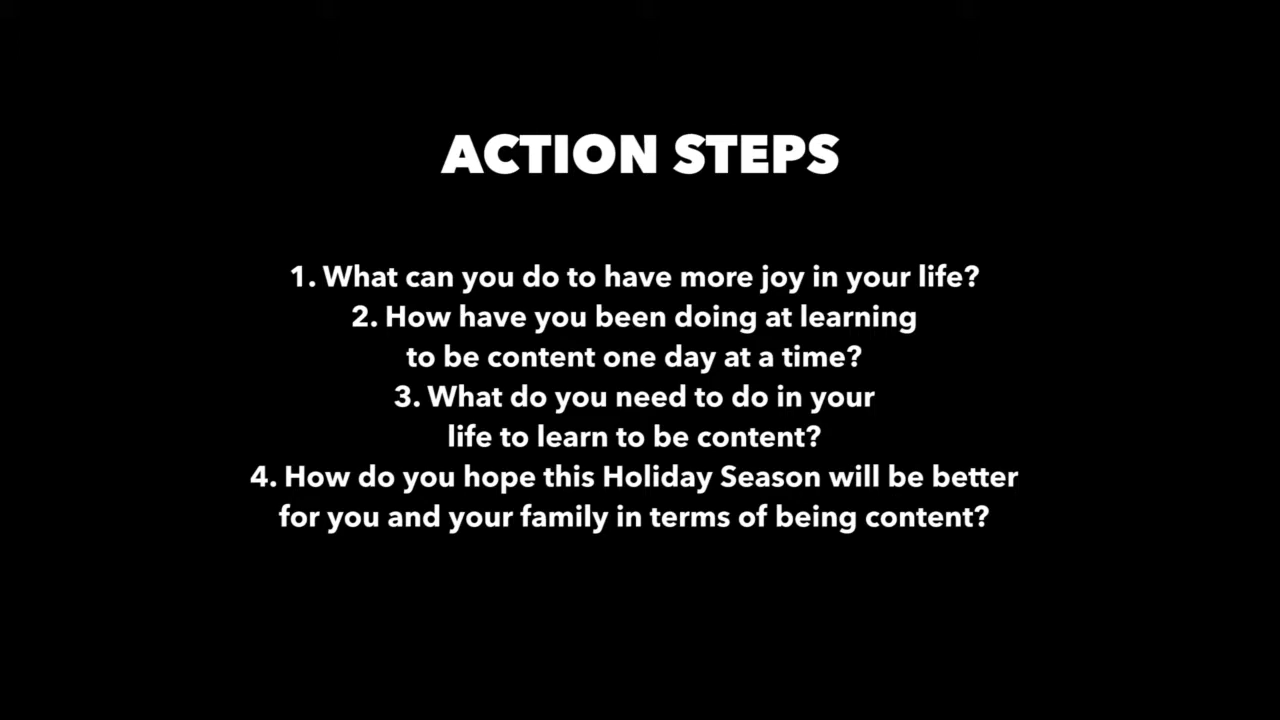 ACTION STEPS
1. What can you do to have more joy in your life?
2. How have you been doing at learning
to be content one day at a time?
3. What do you need to do in your
life to learn to be content?
4. How do you hope this Holiday Season will be better
for you and your family in terms of being content?